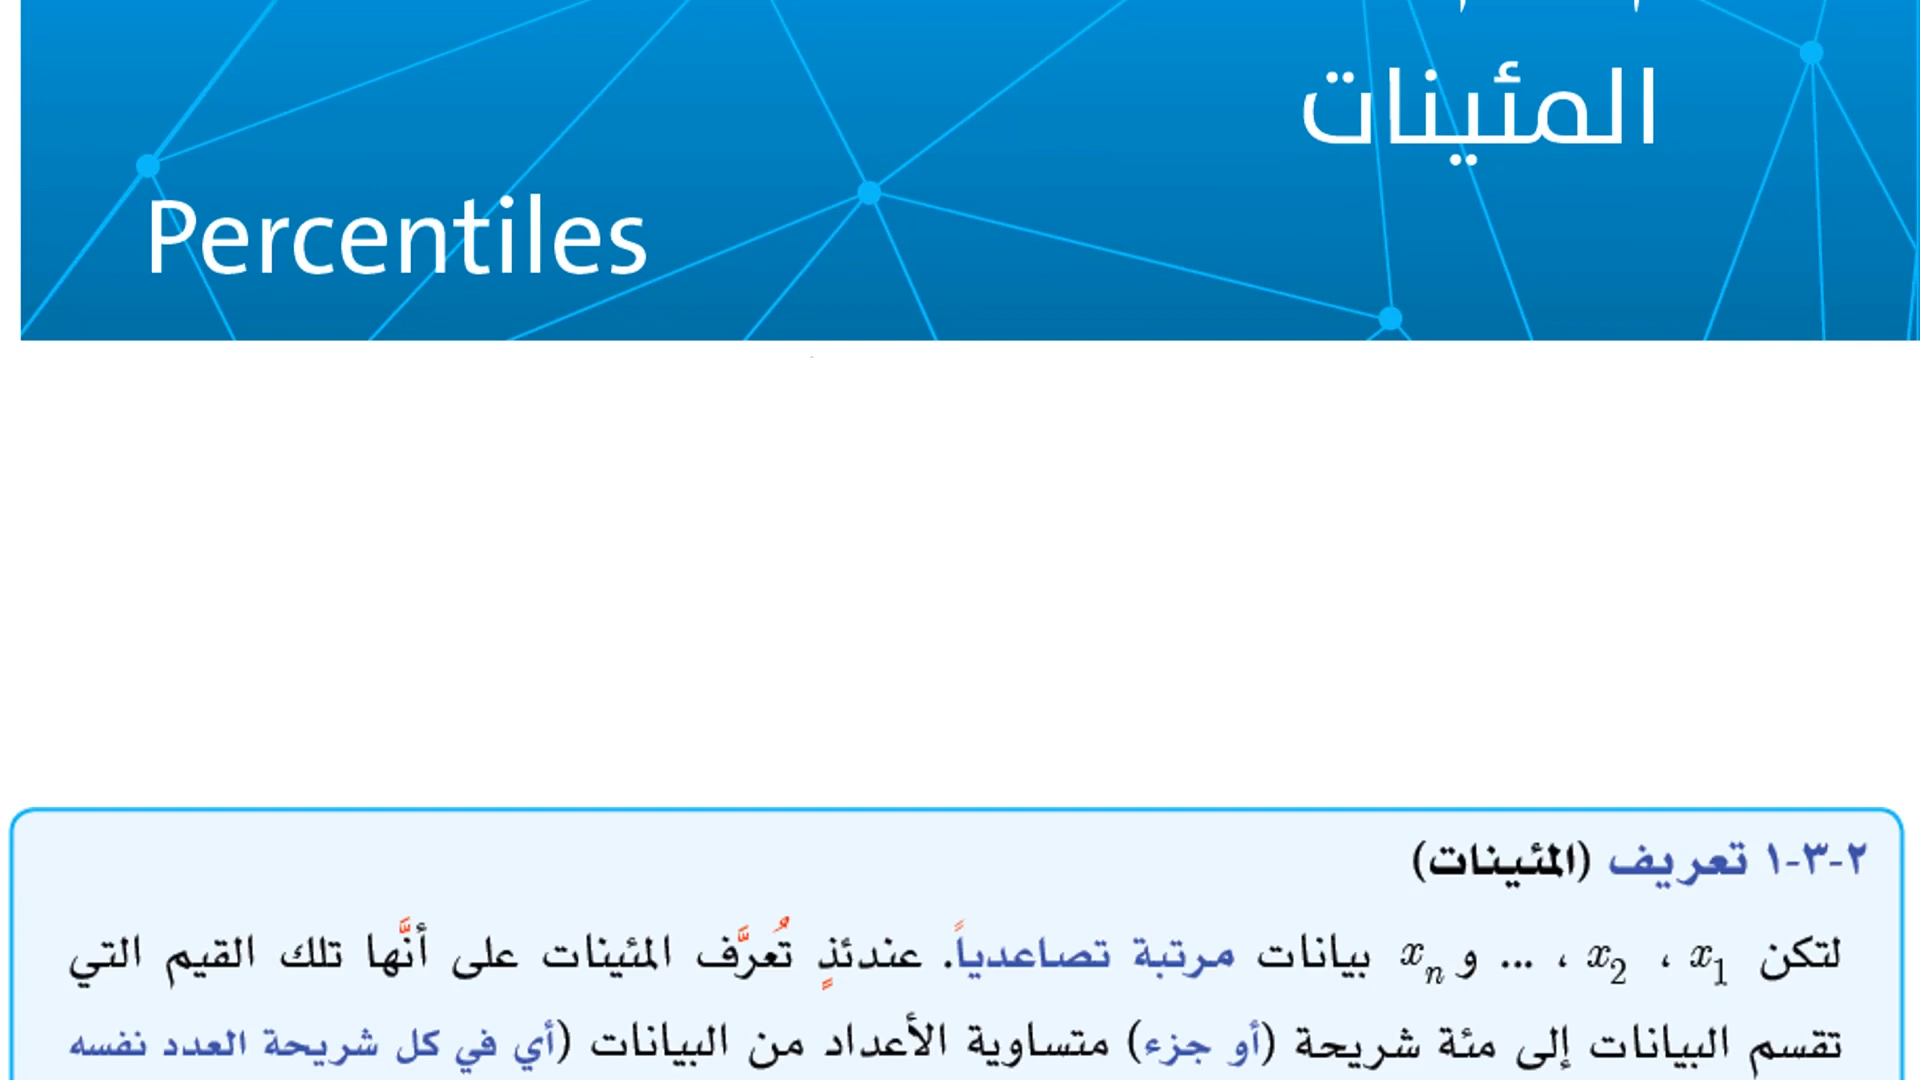 المئينات
Percentiles
٢-٣-١ تعريف (المئينات)
لتكن x₁ ، x₂ ، ... و xₙ بيانات مرتبة تصاعدياً. عندئذٍ تُعرَّف المئينات على أنَّها تلك القيم التي
تقسم البيانات إلى مئة شريحة (أو جزء) متساوية الأعداد من البيانات (أي في كل شريحة العدد نفسه